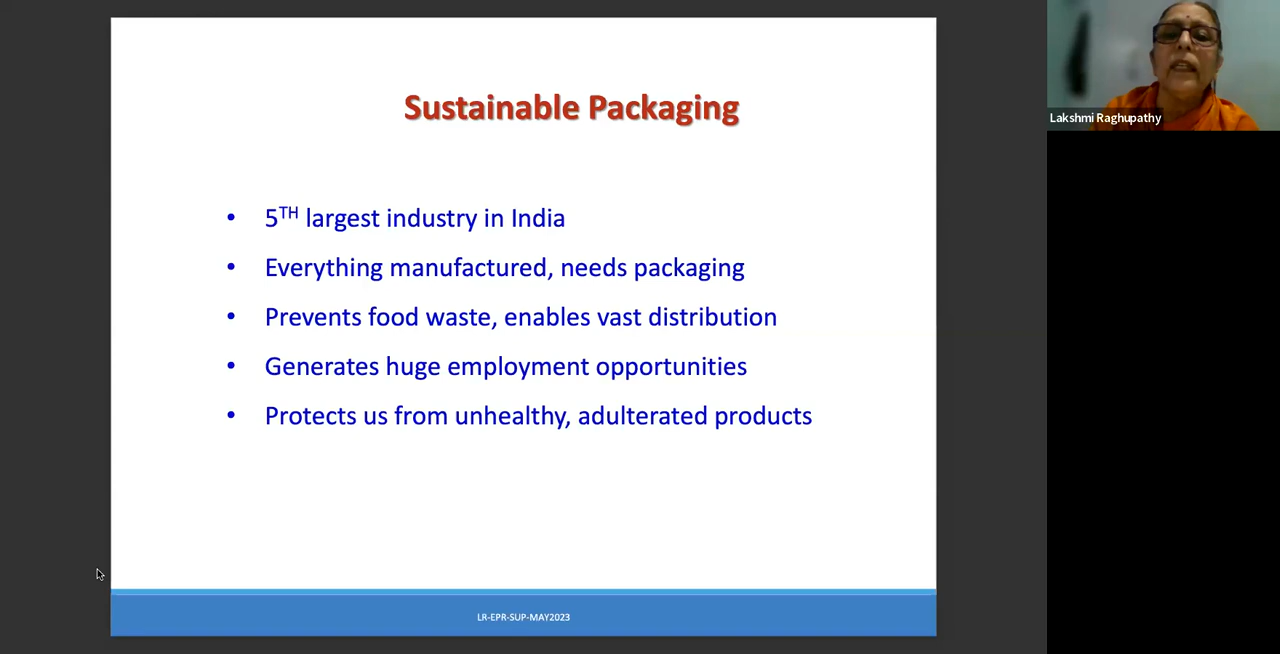 Sustainable Packaging
• 5TH largest industry in India
• Everything manufactured, needs packaging
• Prevents food waste, enables vast distribution
• Generates huge employment opportunities
• Protects us from unhealthy, adulterated products
LR-EPR-SUP-MAY2023
Lakshmi Raghupathy